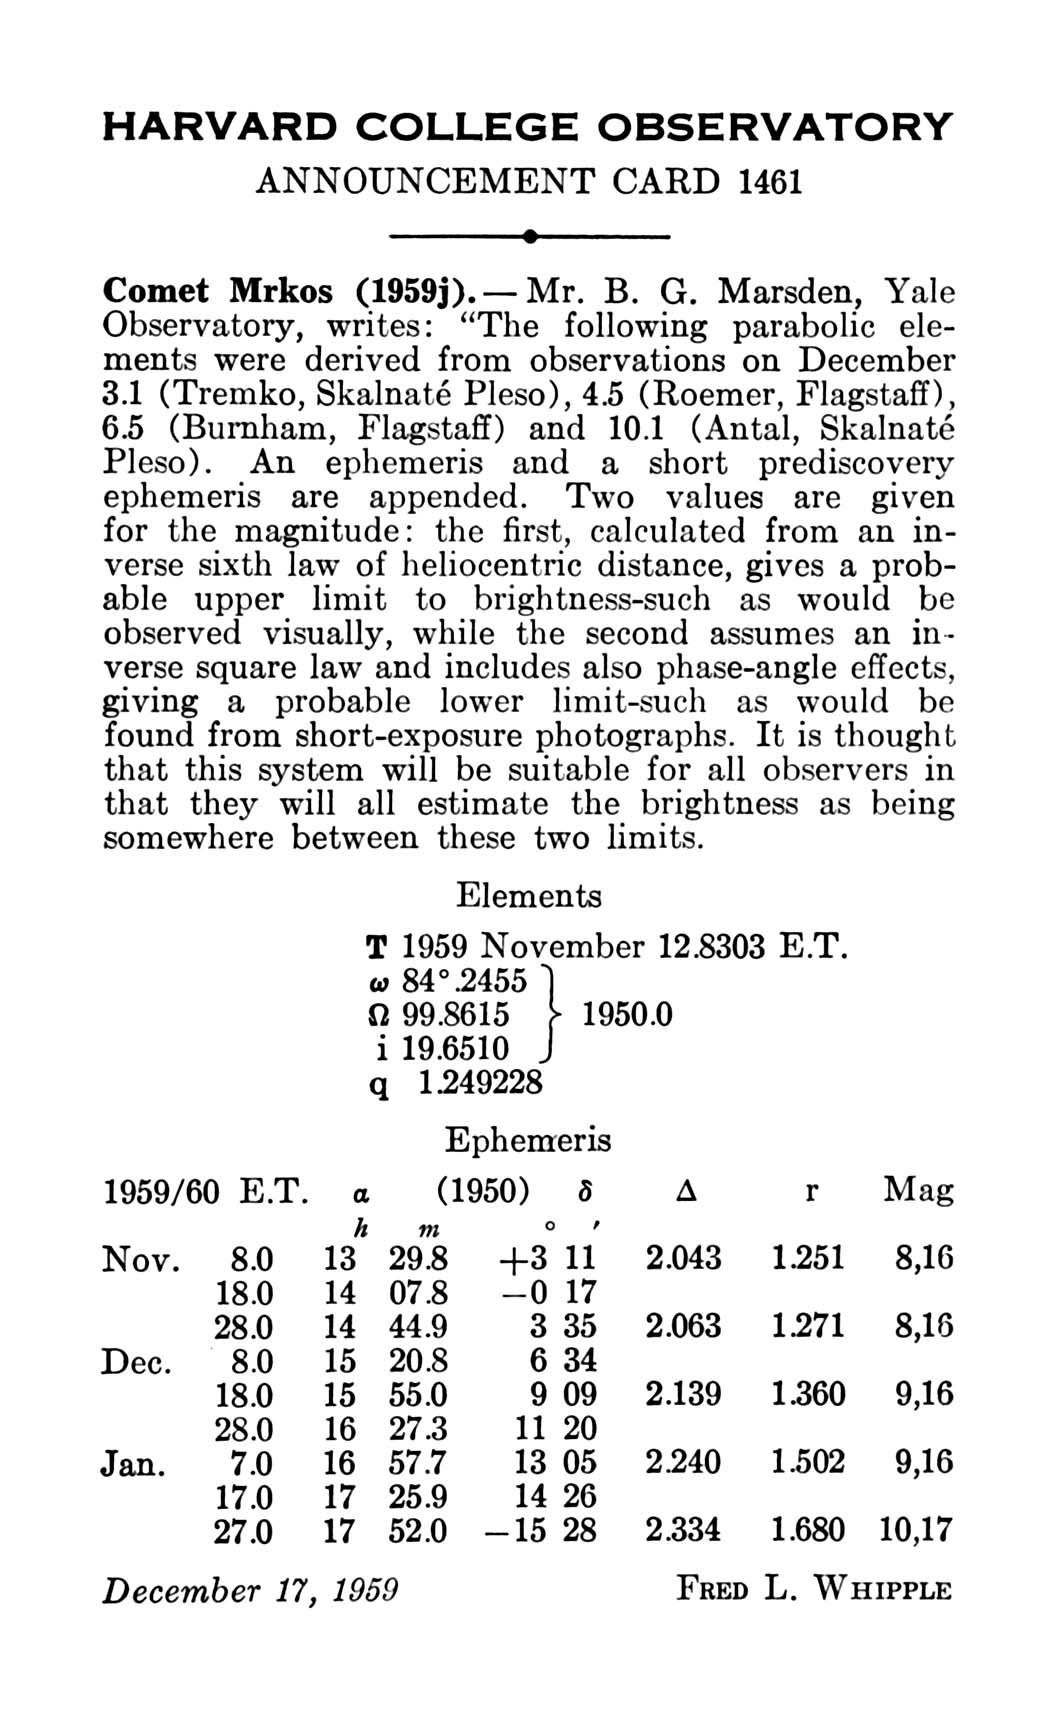 HARVARD COLLEGE OBSERVATORY
ANNOUNCEMENT CARD 1461
Comet Mrkos (1959j).— Mr. B. G. Marsden, Yale
Observatory, writes: “The following parabolic ele-
ments were derived from observations on December
3.1 (Tremko, Skalnaté Pleso), 4.5 (Roemer, Flagstaff),
6.5 (Burnham, Flagstaff) and 10.1 (Antal, Skalnaté
Pleso). An ephemeris and a short prediscovery
ephemeris are appended. Two values are given
for the magnitude: the first, calculated from an in-
verse sixth law of heliocentric distance, gives a prob-
able upper limit to brightness-such as would be
observed visually, while the second assumes an in-
verse square law and includes also phase-angle effects,
giving a probable lower limit-such as would be
found from short-exposure photographs. It is thought
that this system will be suitable for all observers in
that they will all estimate the brightness as being
somewhere between these two limits.
Elements
T 1959 November 12.8303 E.T.
ω 84°.2455
Ω 99.8615 } 1950.0
i 19.6510
q 1.249228
Ephemeris
1959/60 E.T. α (1950) δ Δ r Mag
h m ° ′
Nov. 8.0 13 29.8 +3 11 2.043 1.251 8,16
18.0 14 07.8 −0 17
28.0 14 44.9 3 35 2.063 1.271 8,16
Dec. 8.0 15 20.8 6 34
18.0 15 55.0 9 09 2.139 1.360 9,16
28.0 16 27.3 11 20
Jan. 7.0 16 57.7 13 05 2.240 1.502 9,16
17.0 17 25.9 14 26
27.0 17 52.0 −15 28 2.334 1.680 10,17
December 17, 1959 FRED L. WHIPPLE